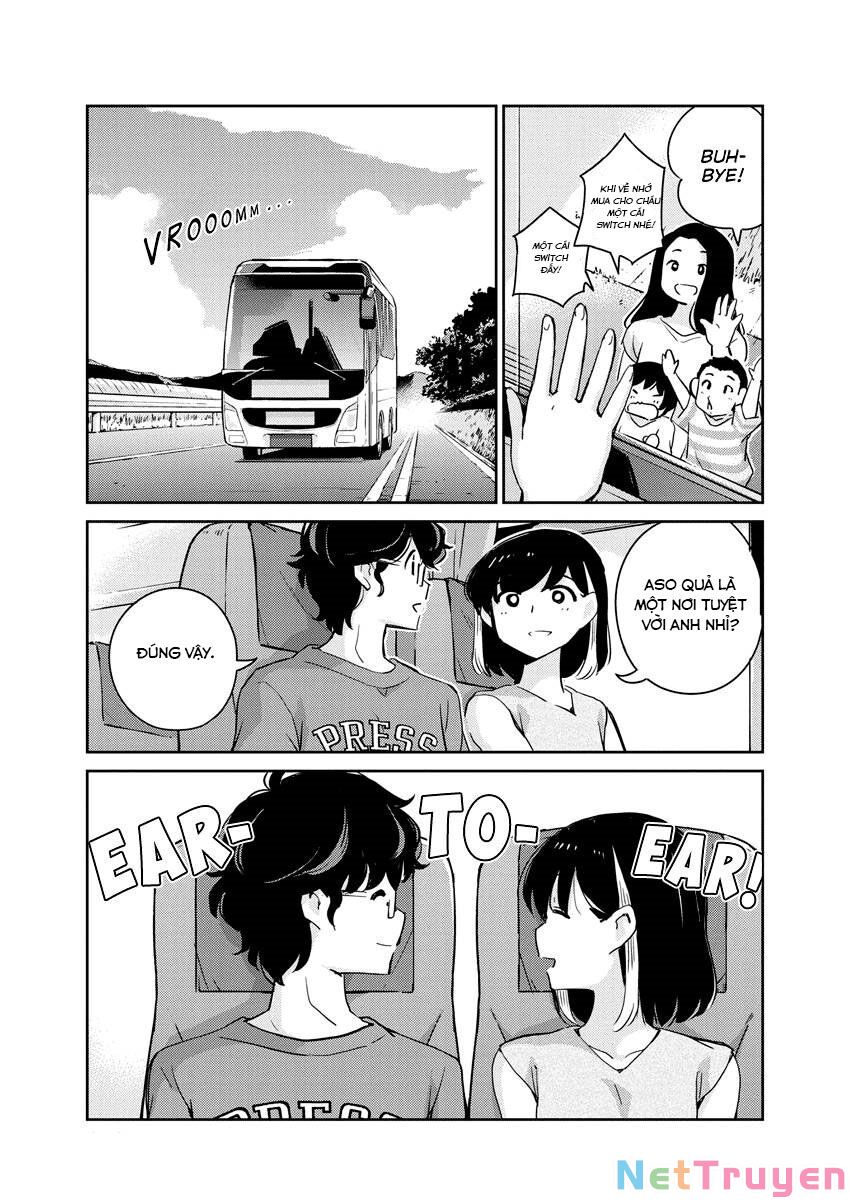 BUH-
BYE!
KHI VỀ NHỚ
MUA CHO CHÁU
MỘT CÁI
SWITCH NHÉ!
MỘT CÁI
SWITCH
ĐẤY!
VROOOMM...
ASO QUẢ LÀ
MỘT NƠI TUYỆT
VỜI ANH NHỈ?
ĐÚNG VẬY.
PRESS
EAR-TO-EAR!
PRESS
NetTruyen